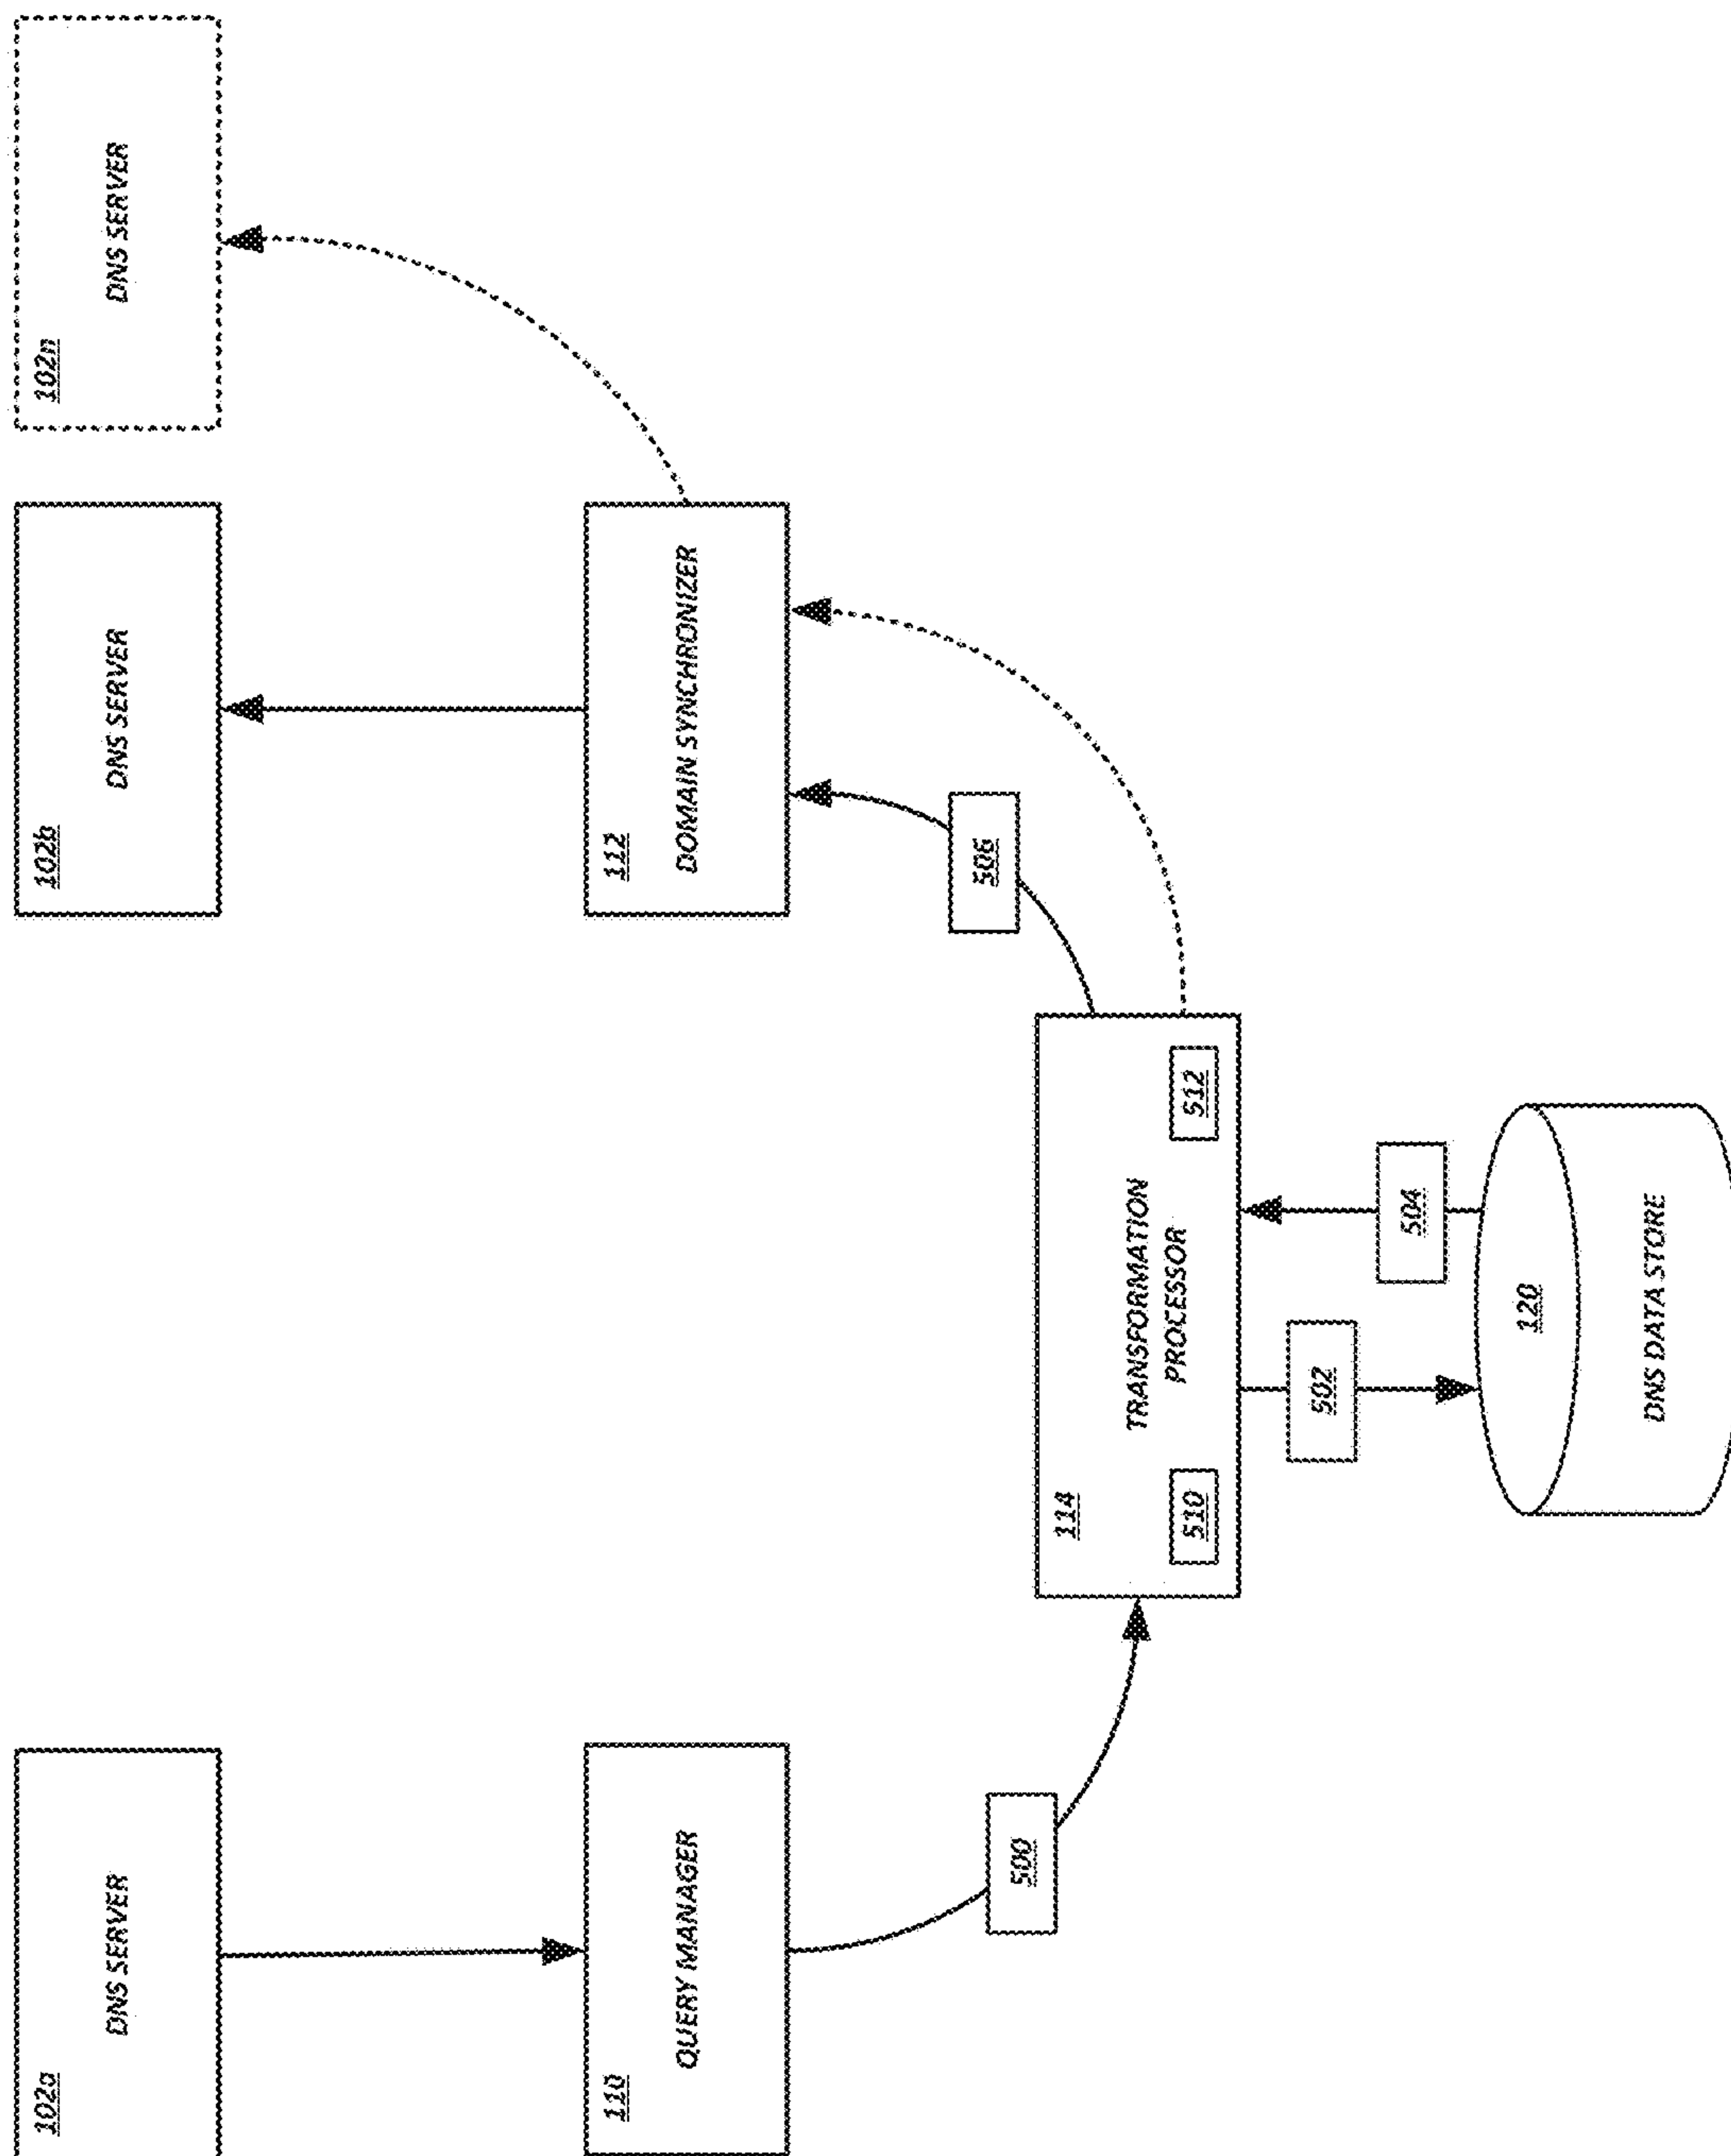 102a
DNS SERVER
102b
DNS SERVER
102n
DNS SERVER
110
QUERY MANAGER
112
DOMAIN SYNCHRONIZER
500
506
114
TRANSFORMATION
PROCESSOR
510
512
502
504
120
DNS DATA STORE